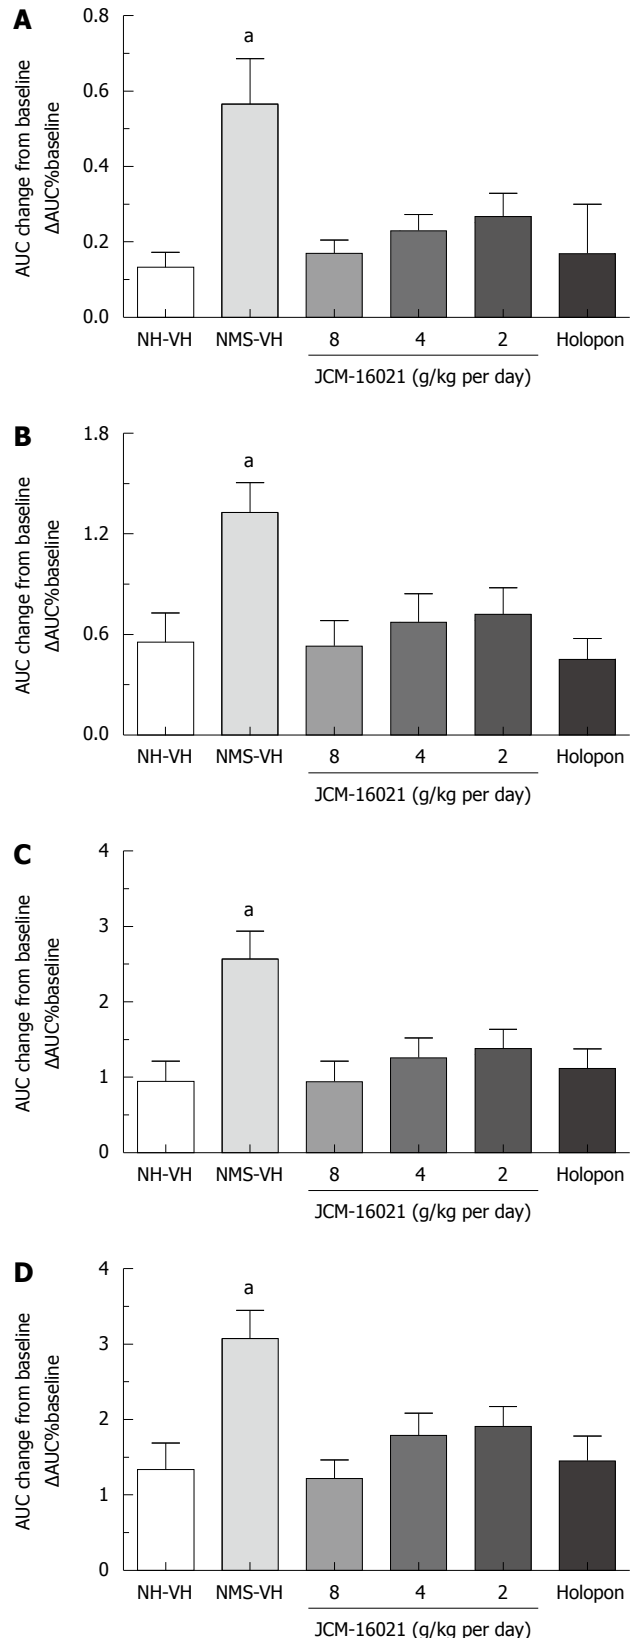 A
AUC change from baseline
ΔAUC%baseline
0.8
0.6
0.4
0.2
0.0
a
NH-VH NMS-VH 8 4 2 Holopon
JCM-16021 (g/kg per day)
B
AUC change from baseline
ΔAUC%baseline
1.8
1.2
0.6
0.0
a
NH-VH NMS-VH 8 4 2 Holopon
JCM-16021 (g/kg per day)
C
AUC change from baseline
ΔAUC%baseline
4
3
2
1
0
a
NH-VH NMS-VH 8 4 2 Holopon
JCM-16021 (g/kg per day)
D
AUC change from baseline
ΔAUC%baseline
4
3
2
1
0
a
NH-VH NMS-VH 8 4 2 Holopon
JCM-16021 (g/kg per day)